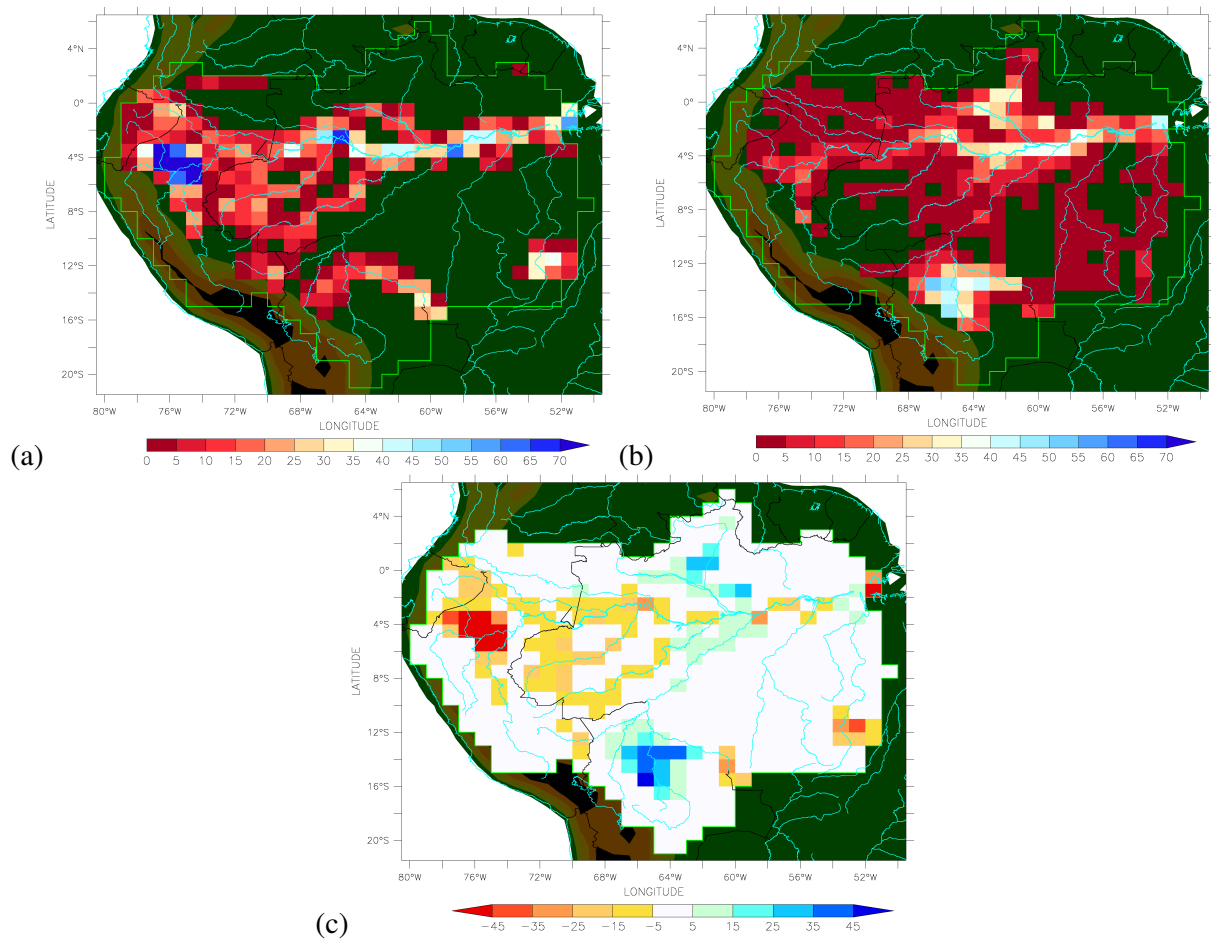 4°N
0°
4°S
8°S
12°S
16°S
20°S
LATITUDE
80°W 76°W 72°W 68°W 64°W 60°W 56°W 52°W
LONGITUDE
(a)
0 5 10 15 20 25 30 35 40 45 50 55 60 65 70
4°N
0°
4°S
8°S
12°S
16°S
20°S
LATITUDE
80°W 76°W 72°W 68°W 64°W 60°W 56°W 52°W
LONGITUDE
(b)
0 5 10 15 20 25 30 35 40 45 50 55 60 65 70
4°N
0°
4°S
8°S
12°S
16°S
20°S
LATITUDE
80°W 76°W 72°W 68°W 64°W 60°W 56°W 52°W
LONGITUDE
(c)
−45 −35 −25 −15 −5 5 15 25 35 45